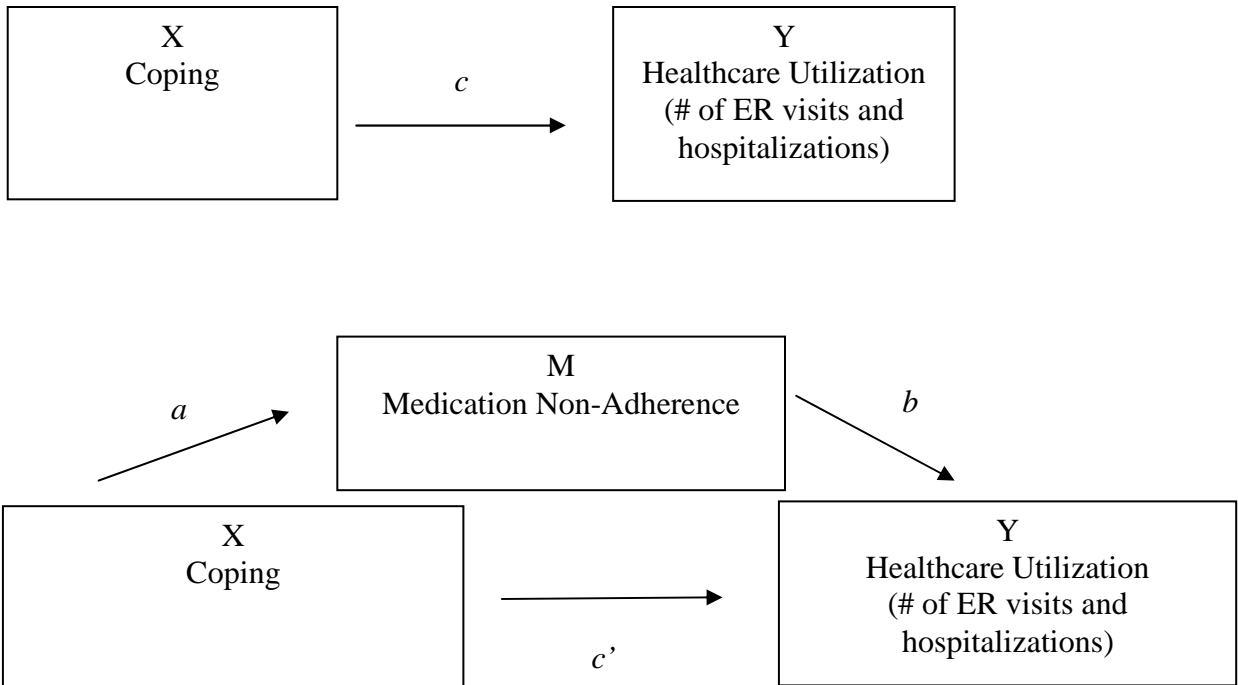 X
Coping
c
Y
Healthcare Utilization
(# of ER visits and
hospitalizations)
M
Medication Non-Adherence
a
b
X
Coping
c’
Y
Healthcare Utilization
(# of ER visits and
hospitalizations)